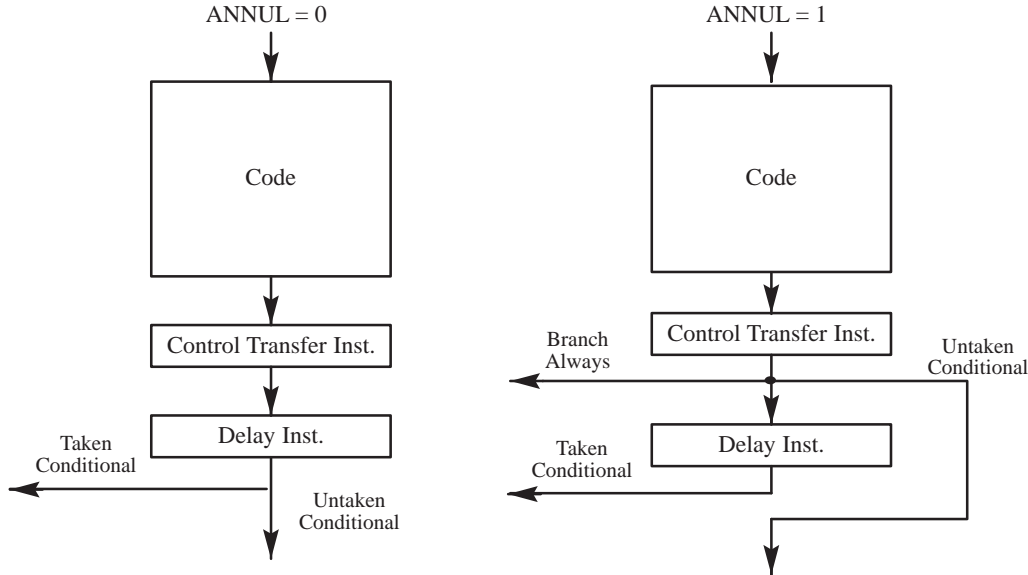 ANNUL = 0
Code
Control Transfer Inst.
Delay Inst.
Taken
Conditional
Untaken
Conditional
ANNUL = 1
Code
Control Transfer Inst.
Branch
Always
Untaken
Conditional
Delay Inst.
Taken
Conditional